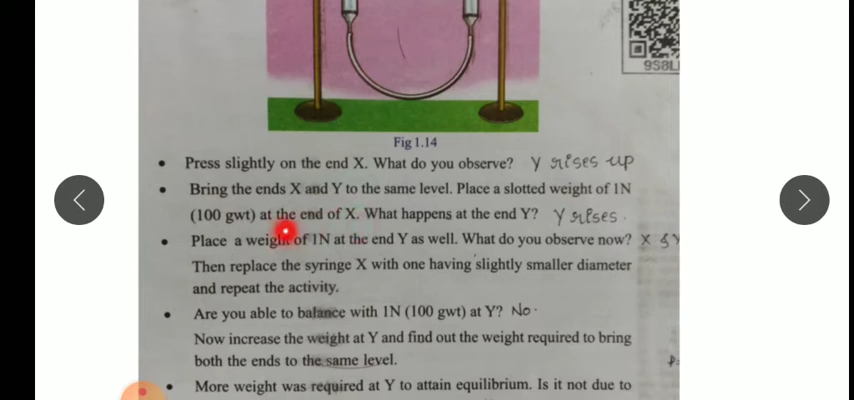 9S8L
Fig 1.14
• Press slightly on the end X. What do you observe? Y rises up
• Bring the ends X and Y to the same level. Place a slotted weight of 1N
(100 gwt) at the end of X. What happens at the end Y? Y rises.
• Place a weight of 1N at the end Y as well. What do you observe now? X & Y
Then replace the syringe X with one having slightly smaller diameter
and repeat the activity.
• Are you able to balance with 1N (100 gwt) at Y? No.
Now increase the weight at Y and find out the weight required to bring
both the ends to the same level.
• More weight was required at Y to attain equilibrium. Is it not due to